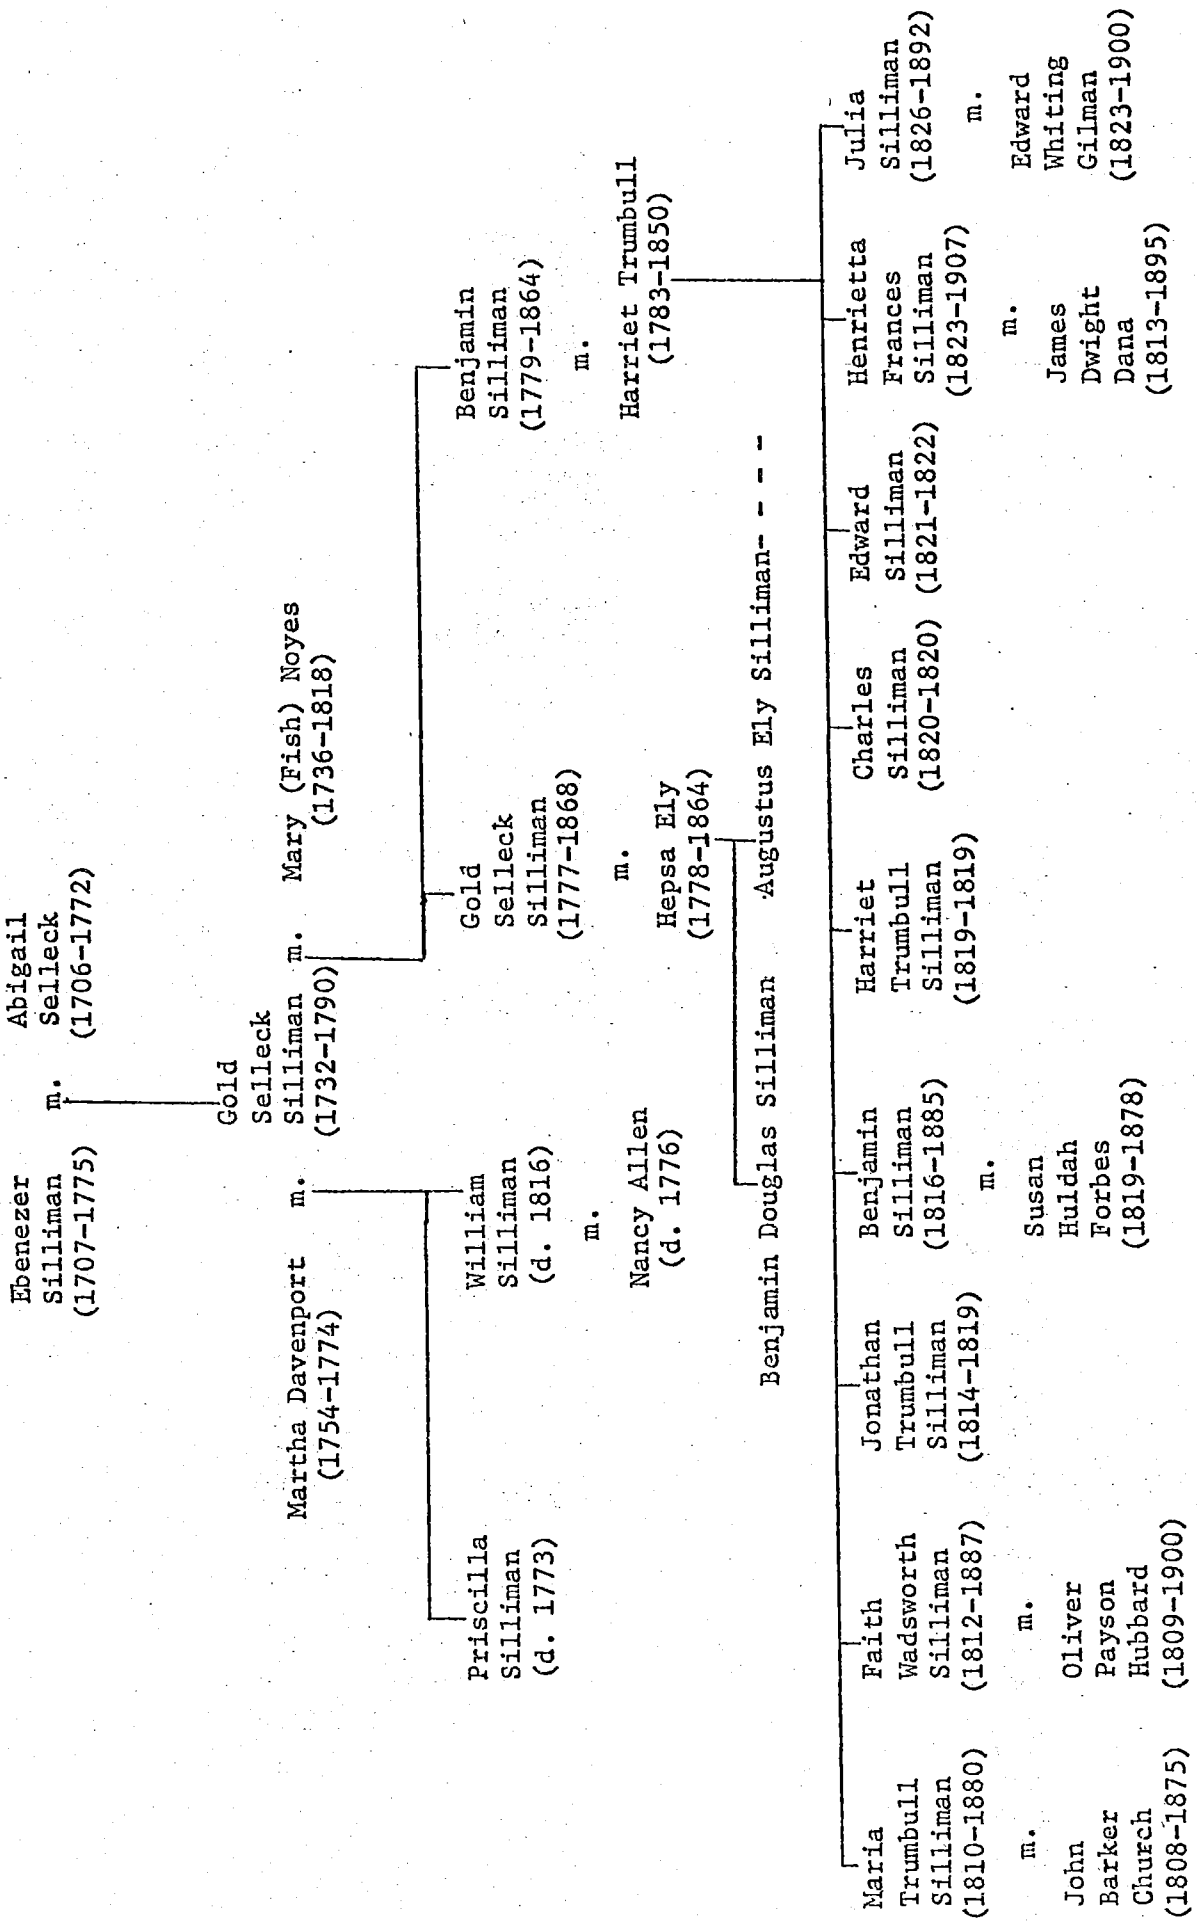 Ebenezer
Silliman
(1707-1775)
m.
Abigail
Selleck
(1706-1772)
Martha Davenport
(1754-1774)
m.
Gold
Selleck
Silliman
(1732-1790)
m.
Mary (Fish) Noyes
(1736-1818)
Priscilla
Silliman
(d. 1773)
William
Silliman
(d. 1816)
m.
Nancy Allen
(d. 1776)
Gold
Selleck
Silliman
(1777-1868)
m.
Hepsa Ely
(1778-1864)
Benjamin
Silliman
(1779-1864)
m.
Harriet Trumbull
(1783-1850)
Benjamin Douglas Silliman
Augustus Ely Silliman- - - -
Maria
Trumbull
Silliman
(1810-1880)
m.
John
Barker
Church
(1808-1875)
Faith
Wadsworth
Silliman
(1812-1887)
m.
Oliver
Payson
Hubbard
(1809-1900)
Jonathan
Trumbull
Silliman
(1814-1819)
Benjamin
Silliman
(1816-1885)
m.
Susan
Huldah
Forbes
(1819-1878)
Harriet
Trumbull
Silliman
(1819-1819)
Charles
Silliman
(1820-1820)
Edward
Silliman
(1821-1822)
Henrietta
Frances
Silliman
(1823-1907)
m.
James
Dwight
Dana
(1813-1895)
Julia
Silliman
(1826-1892)
m.
Edward
Whiting
Gilman
(1823-1900)